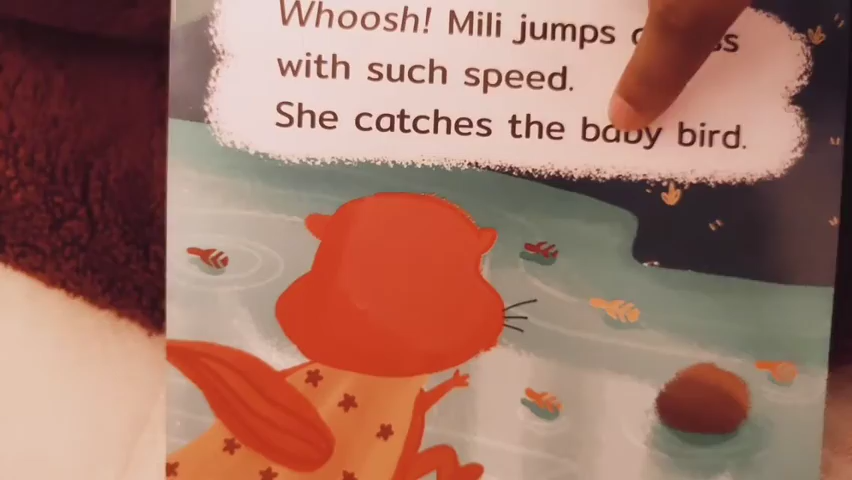 Whoosh! Mili jumps
with such speed.
She catches the baby bird.